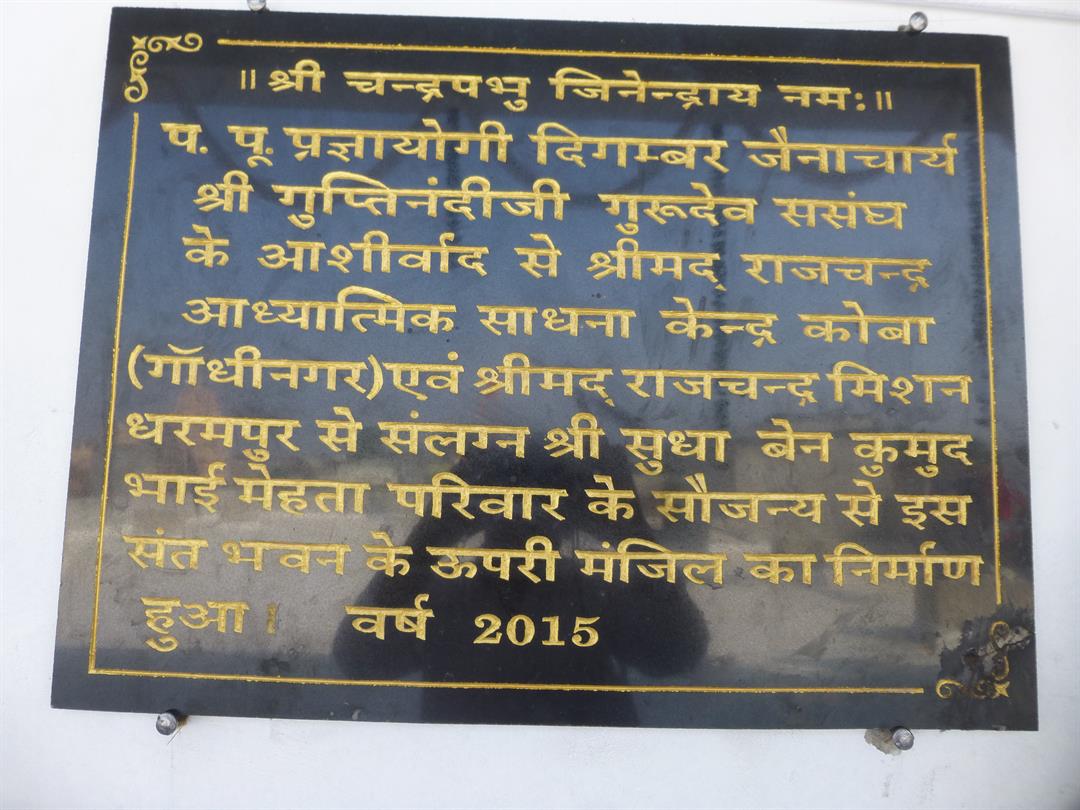 ॥ श्री चन्द्रपभु जिनेन्द्राय नमः॥
प. पू. प्रज्ञायोगी दिगम्बर जैनाचार्य
श्री गुप्तिनंदीजी गुरूदेव ससंघ
के आशीर्वाद से श्रीमद् राजचन्द्र
आध्यात्मिक साधना केन्द्र कोबा
(गॉधीनगर)एवं श्रीमद् राजचन्द्र मिशन
धरमपुर से संलग्न श्री सुधा बेन कुमुद
भाई मेहता परिवार के सौजन्य से इस
संत भवन के ऊपरी मंजिल का निर्माण
हुआ। वर्ष 2015